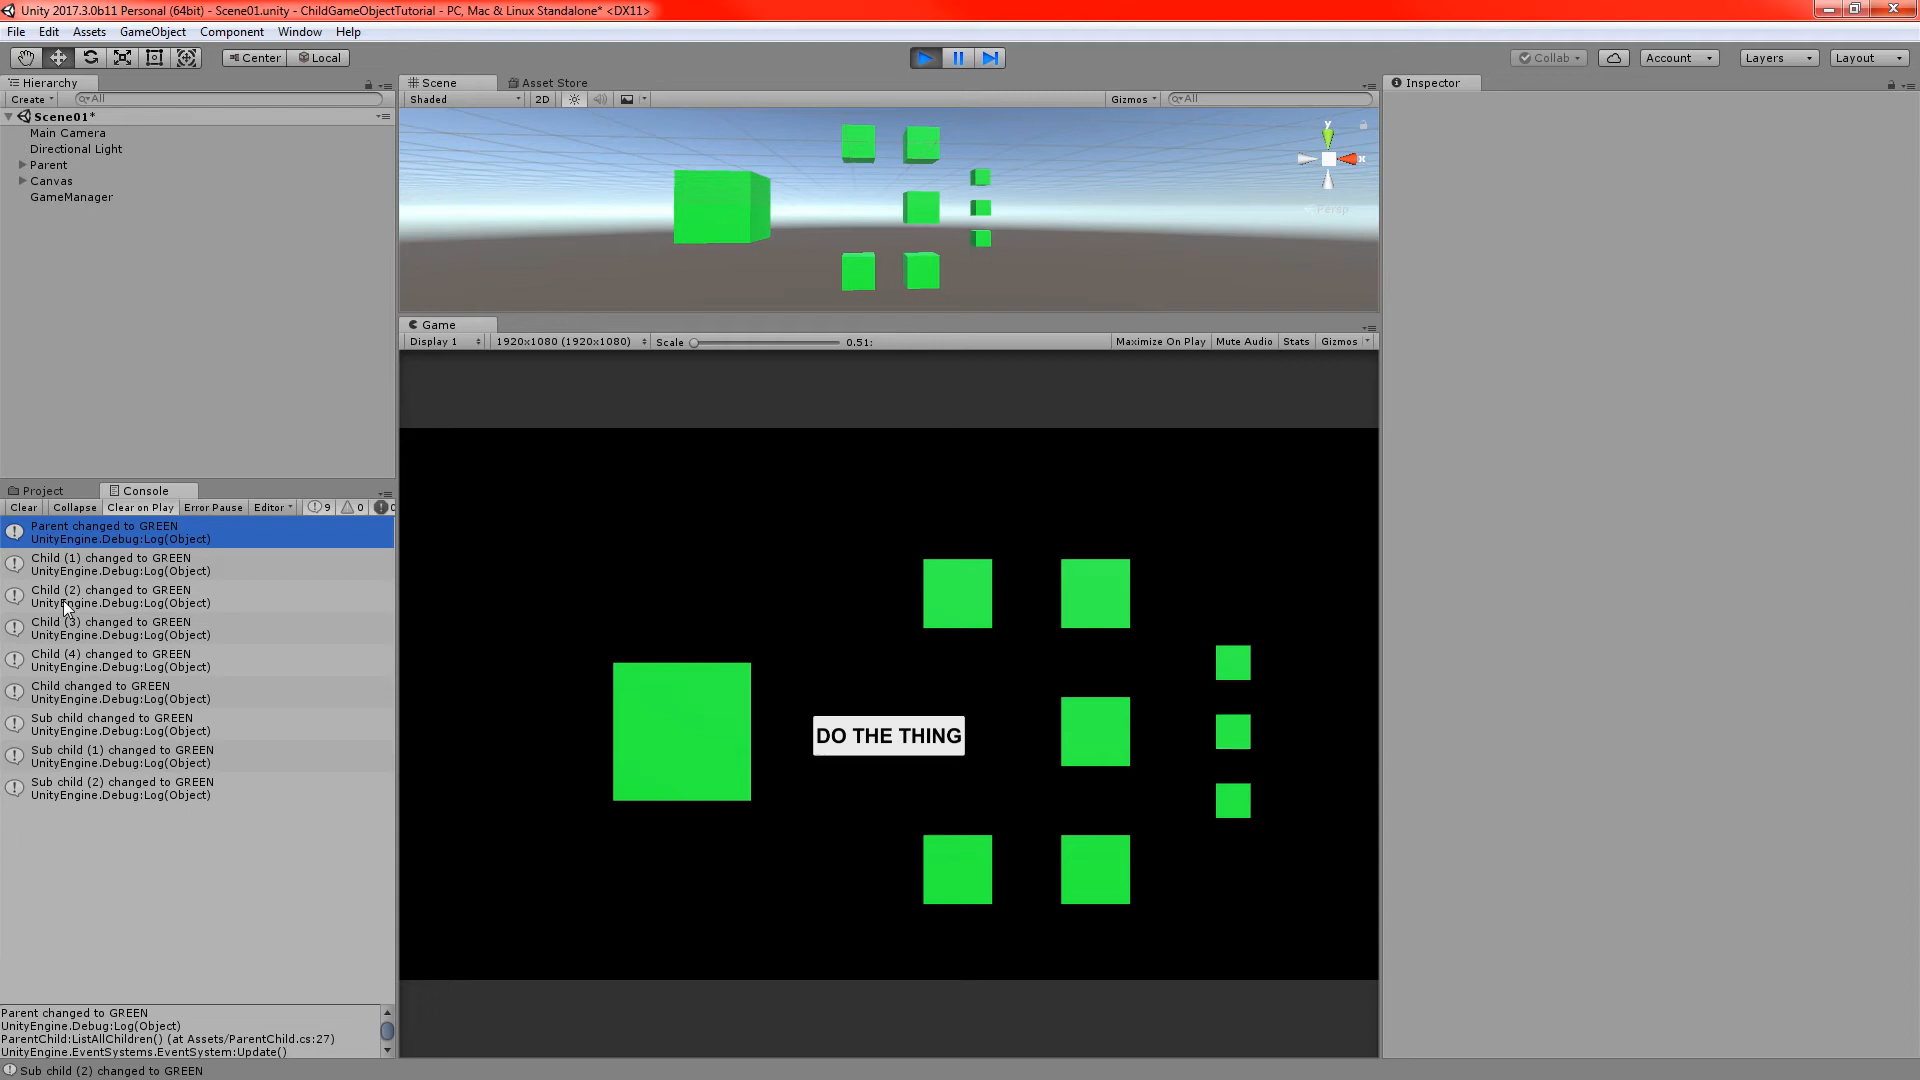 Unity 2017.3.0b11 Personal (64bit) - Scene01.unity - ChildGameObjectTutorial - PC, Mac & Linux Standalone* <DX11>
File Edit Assets GameObject Component Window Help
Center Local Collab Account Layers Layout
Hierarchy
Create All
Scene01*
Main Camera
Directional Light
Parent
Canvas
GameManager
Scene Asset Store
Shaded 2D Gizmos All
y
x
Persp
Inspector
Game
Display 1 1920x1080 (1920x1080) Scale 0.51: Maximize On Play Mute Audio Stats Gizmos
DO THE THING
Project Console
Clear Collapse Clear on Play Error Pause Editor 9 0 0
Parent changed to GREEN
UnityEngine.Debug:Log(Object)
Child (1) changed to GREEN
UnityEngine.Debug:Log(Object)
Child (2) changed to GREEN
UnityEngine.Debug:Log(Object)
Child (3) changed to GREEN
UnityEngine.Debug:Log(Object)
Child (4) changed to GREEN
UnityEngine.Debug:Log(Object)
Child changed to GREEN
UnityEngine.Debug:Log(Object)
Sub child changed to GREEN
UnityEngine.Debug:Log(Object)
Sub child (1) changed to GREEN
UnityEngine.Debug:Log(Object)
Sub child (2) changed to GREEN
UnityEngine.Debug:Log(Object)
Parent changed to GREEN
UnityEngine.Debug:Log(Object)
ParentChild:ListAllChildren() (at Assets/ParentChild.cs:27)
UnityEngine.EventSystems.EventSystem:Update()
Sub child (2) changed to GREEN